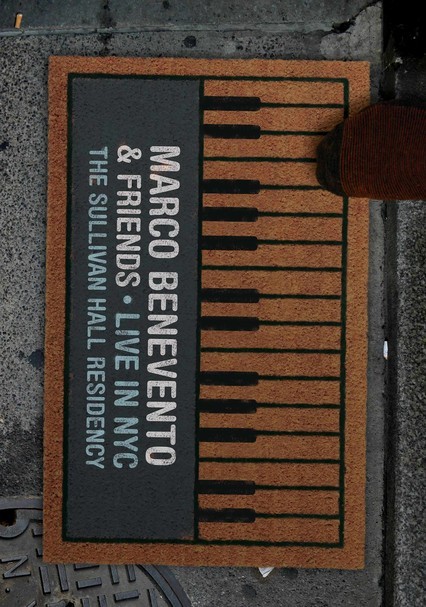 MARCO BENEVENTO
& FRIENDS • LIVE IN NYC
THE SULLIVAN HALL RESIDENCY